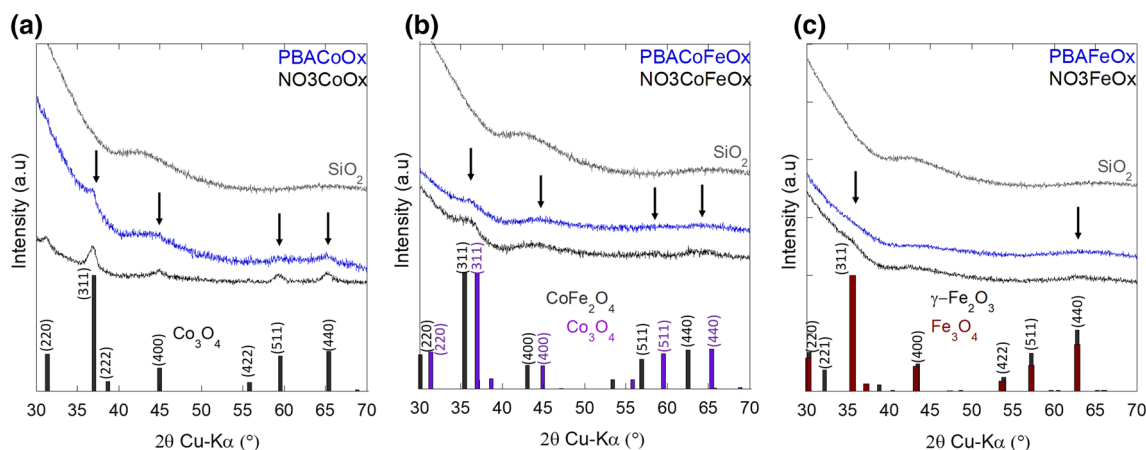 (a)
PBACoOx
NO3CoOx
SiO2
Intensity (a.u)
(311)
Co3O4
(220)
(222)
(400)
(422)
(511)
(440)
30 35 40 45 50 55 60 65 70
2θ Cu-Kα (°)
(b)
PBACoFeOx
NO3CoFeOx
SiO2
Intensity (a.u)
(311)
(311)
CoFe2O4
Co3O4
(220)
(220)
(400)
(400)
(511)
(511)
(440)
(440)
30 35 40 45 50 55 60 65 70
2θ Cu-Kα (°)
(c)
PBAFeOx
NO3FeOx
SiO2
Intensity (a.u)
(311)
γ-Fe2O3
Fe3O4
(220)
(221)
(400)
(422)
(511)
(440)
30 35 40 45 50 55 60 65 70
2θ Cu-Kα (°)